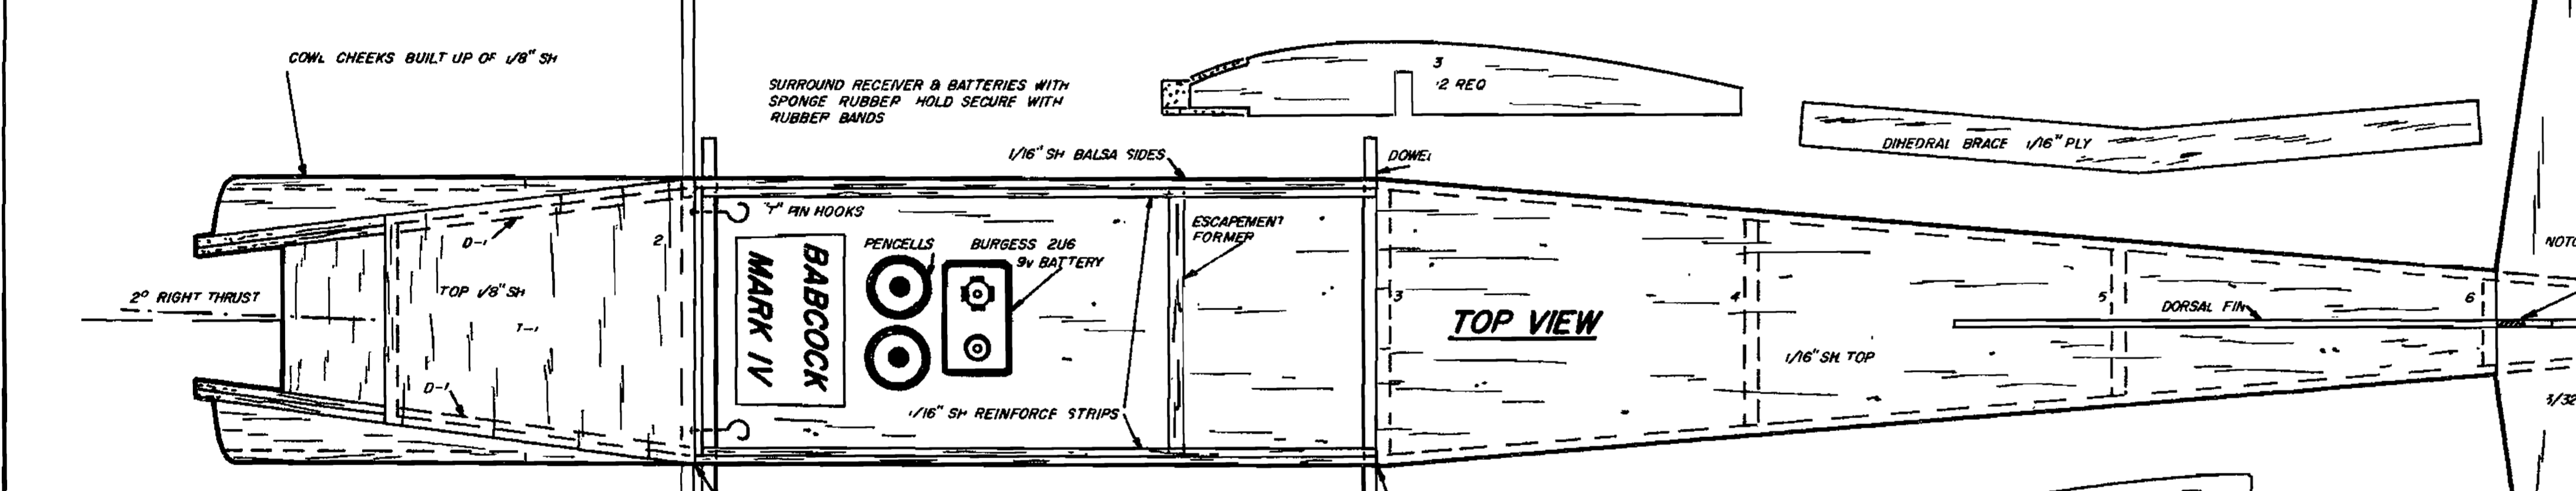 COWL CHEEKS BUILT UP OF 1/8" SH
SURROUND RECEIVER & BATTERIES WITH
SPONGE RUBBER HOLD SECURE WITH
RUBBER BANDS
3
2 REQ
DIHEDRAL BRACE 1/16" PLY
1/16" SH BALSA SIDES
DOWEL
"T" PIN HOOKS
D-1
2
ESCAPEMENT
FORMER
PENCELLS
BURGESS 2U6
9v BATTERY
BABCOCK
MARK IV
2° RIGHT THRUST
TOP 1/8" SH
T-1
3
4
5
6
DORSAL FIN
TOP VIEW
1/16" SH TOP
D-1
1/16" SH REINFORCE STRIPS
3/32